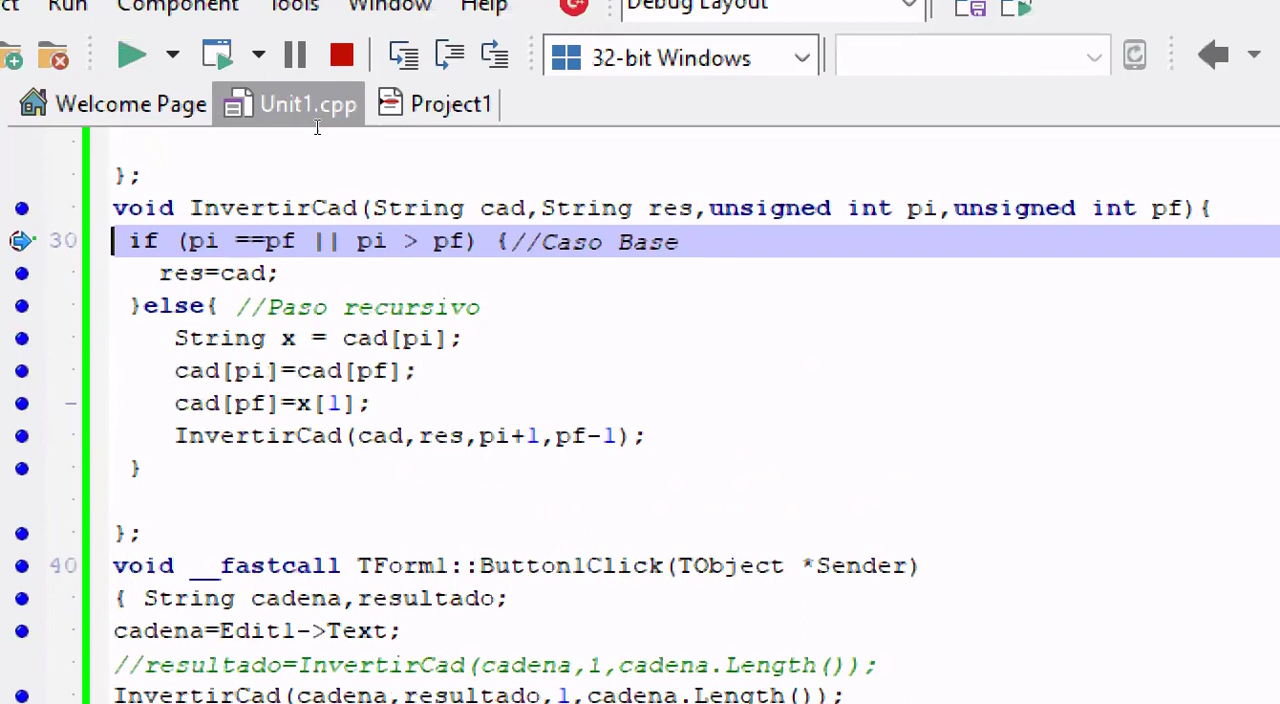 ct Run Component Tools Window Help Debug Layout
32-bit Windows
Welcome Page Unit1.cpp Project1
};
void InvertirCad(String cad,String res,unsigned int pi,unsigned int pf){
30 if (pi ==pf || pi > pf) {//Caso Base
res=cad;
}else{ //Paso recursivo
String x = cad[pi];
cad[pi]=cad[pf];
cad[pf]=x[1];
InvertirCad(cad,res,pi+1,pf-1);
}
};
40 void __fastcall TForm1::Button1Click(TObject *Sender)
{ String cadena,resultado;
cadena=Edit1->Text;
//resultado=InvertirCad(cadena,1,cadena.Length());
InvertirCad(cadena,resultado,1,cadena.Length());